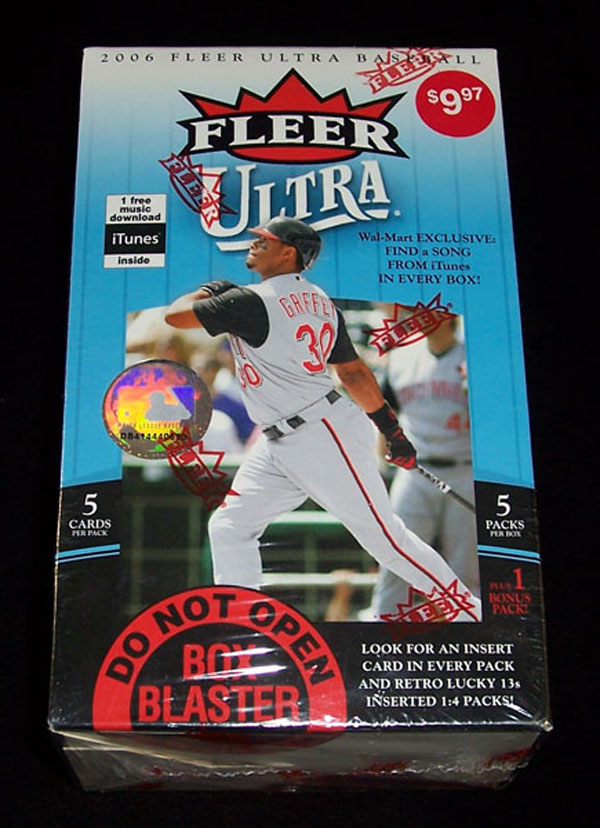 2006 FLEER ULTRA BASEBALL
FLEER
$9.97
FLEER
FLEER
ULTRA
1 free
music
download
iTunes
inside
Wal-Mart EXCLUSIVE:
FIND a SONG
FROM iTunes
IN EVERY BOX!
GRIFFEY
30
FLEER
FLEER
5
CARDS
PER PACK
5
PACKS
PER BOX
PLUS 1
BONUS
PACK!
FLEER
DO NOT OPEN
BOX
BLASTER
LOOK FOR AN INSERT
CARD IN EVERY PACK
AND RETRO LUCKY 13s
INSERTED 1:4 PACKS!